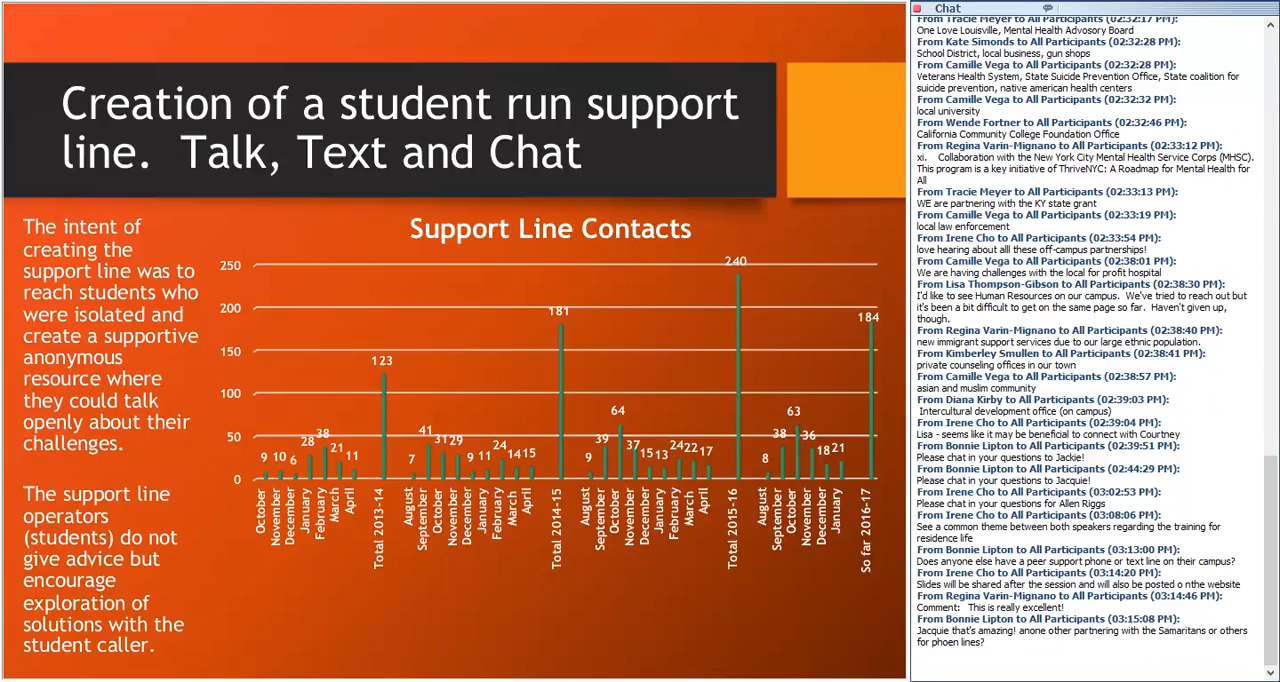 Creation of a student run support
line.  Talk, Text and Chat
The intent of
creating the
support line was to
reach students who
were isolated and
create a supportive
anonymous
resource where
they could talk
openly about their
challenges.
The support line
operators
(students) do not
give advice but
encourage
exploration of
solutions with the
student caller.
Support Line Contacts
250
200
150
100
50
0
9 10 6 28 38 21 11 123 7 41 31 29 9 11 24 14 15 181 9 39 64 37 15 13 24 22 17 240 8 38 63 36 18 21 184
October
November
December
January
February
March
April
Total 2013-14
August
September
October
November
December
January
February
March
April
Total 2014-15
August
September
October
November
December
January
February
March
April
Total 2015-16
August
September
October
November
December
January
So far 2016-17
Chat
From Tracie Meyer to All Participants (02:32:17 PM):
One Love Louisville, Mental Health Advosory Board
From Kate Simonds to All Participants (02:32:28 PM):
School District, local business, gun shops
From Camille Vega to All Participants (02:32:28 PM):
Veterans Health System, State Suicide Prevention Office, State coalition for
suicide prevention, native american health centers
From Camille Vega to All Participants (02:32:32 PM):
local university
From Wende Fortner to All Participants (02:32:46 PM):
California Community College Foundation Office
From Regina Varin-Mignano to All Participants (02:33:12 PM):
xi.    Collaboration with the New York City Mental Health Service Corps (MHSC).
This program is a key initiative of ThriveNYC: A Roadmap for Mental Health for
All
From Tracie Meyer to All Participants (02:33:13 PM):
WE are partnering with the KY state grant
From Camille Vega to All Participants (02:33:19 PM):
local law enforcement
From Irene Cho to All Participants (02:33:54 PM):
love hearing about alll these off-campus partnerships!
From Camille Vega to All Participants (02:38:01 PM):
We are having challenges with the local for profit hospital
From Lisa Thompson-Gibson to All Participants (02:38:30 PM):
I'd like to see Human Resources on our campus.  We've tried to reach out but
it's been a bit difficult to get on the same page so far.  Haven't given up,
though.
From Regina Varin-Mignano to All Participants (02:38:40 PM):
new immigrant support services due to our large ethnic population.
From Kimberley Smullen to All Participants (02:38:41 PM):
private counseling offices in our town
From Camille Vega to All Participants (02:38:57 PM):
asian and muslim community
From Diana Kirby to All Participants (02:39:03 PM):
Intercultural development office (on campus)
From Irene Cho to All Participants (02:39:04 PM):
Lisa - seems like it may be beneficial to connect with Courtney
From Bonnie Lipton to All Participants (02:39:51 PM):
Please chat in your questions to Jackie!
From Bonnie Lipton to All Participants (02:44:29 PM):
Please chat in your questions to Jacquie!
From Irene Cho to All Participants (03:02:53 PM):
Please chat in your questions for Allen Riggs
From Irene Cho to All Participants (03:08:06 PM):
See a common theme between both speakers regarding the training for
residence life
From Bonnie Lipton to All Participants (03:13:00 PM):
Does anyone else have a peer support phone or text line on their campus?
From Irene Cho to All Participants (03:14:20 PM):
Slides will be shared after the session and will also be posted o nthe website
From Regina Varin-Mignano to All Participants (03:14:46 PM):
Comment:   This is really excellent!
From Bonnie Lipton to All Participants (03:15:08 PM):
Jacquie that's amazing! anone other partnering with the Samaritans or others
for phoen lines?